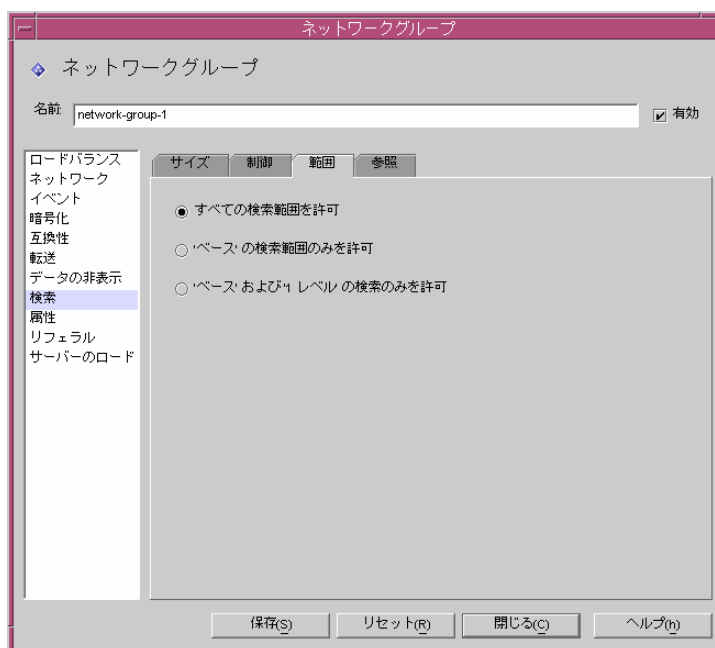 ネットワークグループ
ネットワークグループ
名前: network-group-1 有効
ロードバランス
ネットワーク
イベント
暗号化
互換性
転送
データの非表示
検索
属性
リフェラル
サーバーのロード
サイズ 制御 範囲 参照
すべての検索範囲を許可
'ベース' の検索範囲のみを許可
'ベース' および '1 レベル' の検索のみを許可
保存(S) リセット(R) 閉じる(C) ヘルプ(h)